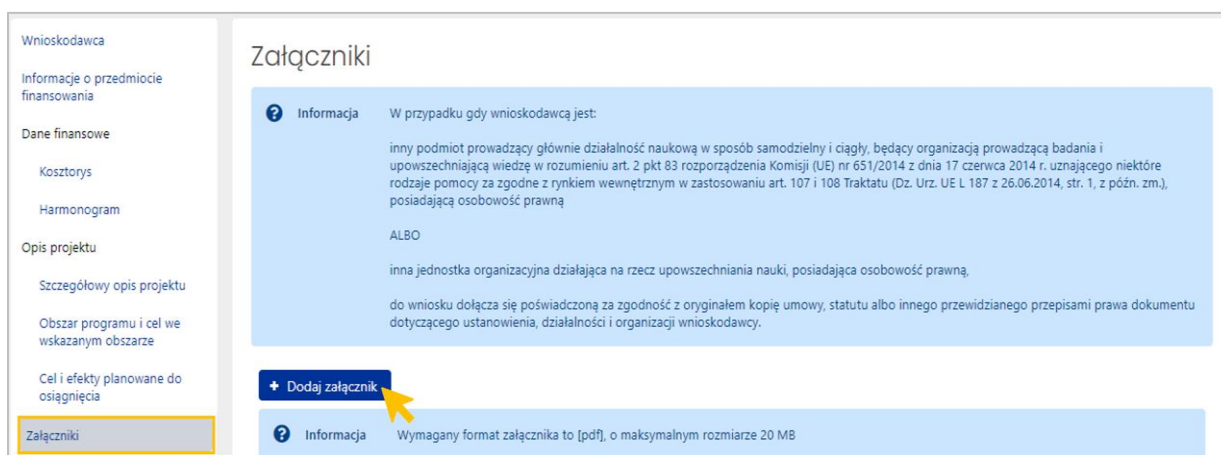 Wnioskodawca
Informacje o przedmiocie
finansowania
Dane finansowe
Kosztorys
Harmonogram
Opis projektu
Szczegółowy opis projektu
Obszar programu i cel we
wskazanym obszarze
Cel i efekty planowane do
osiągnięcia
Załączniki
Załączniki
Informacja
W przypadku gdy wnioskodawcą jest:
inny podmiot prowadzący głównie działalność naukową w sposób samodzielny i ciągły, będący organizacją prowadzącą badania i
upowszechniającą wiedzę w rozumieniu art. 2 pkt 83 rozporządzenia Komisji (UE) nr 651/2014 z dnia 17 czerwca 2014 r. uznającego niektóre
rodzaje pomocy za zgodne z rynkiem wewnętrznym w zastosowaniu art. 107 i 108 Traktatu (Dz. Urz. UE L 187 z 26.06.2014, str. 1, z późn. zm.),
posiadającą osobowość prawną
ALBO
inna jednostka organizacyjna działająca na rzecz upowszechniania nauki, posiadająca osobowość prawną,
do wniosku dołącza się poświadczoną za zgodność z oryginałem kopię umowy, statutu albo innego przewidzianego przepisami prawa dokumentu
dotyczącego ustanowienia, działalności i organizacji wnioskodawcy.
+ Dodaj załącznik
Informacja
Wymagany format załącznika to [pdf], o maksymalnym rozmiarze 20 MB